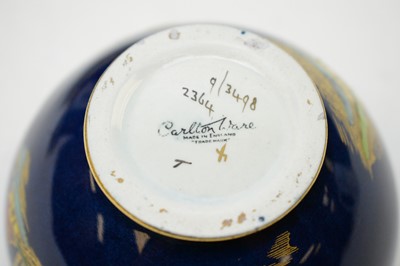 9/3498
2364
Carlton Ware
MADE IN ENGLAND
"TRADE MARK"
T